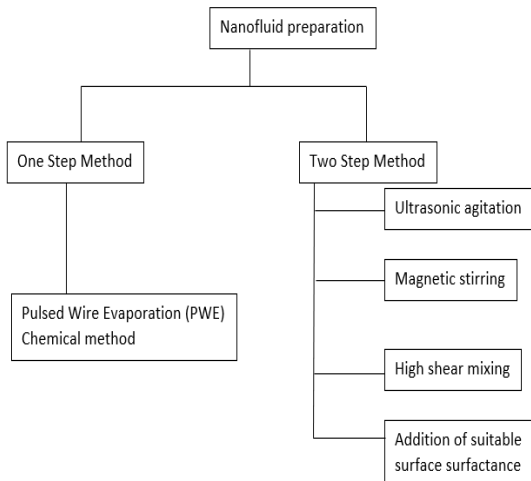 Nanofluid preparation
One Step Method
Two Step Method
Ultrasonic agitation
Magnetic stirring
Pulsed Wire Evaporation (PWE)
Chemical method
High shear mixing
Addition of suitable
surface surfactance